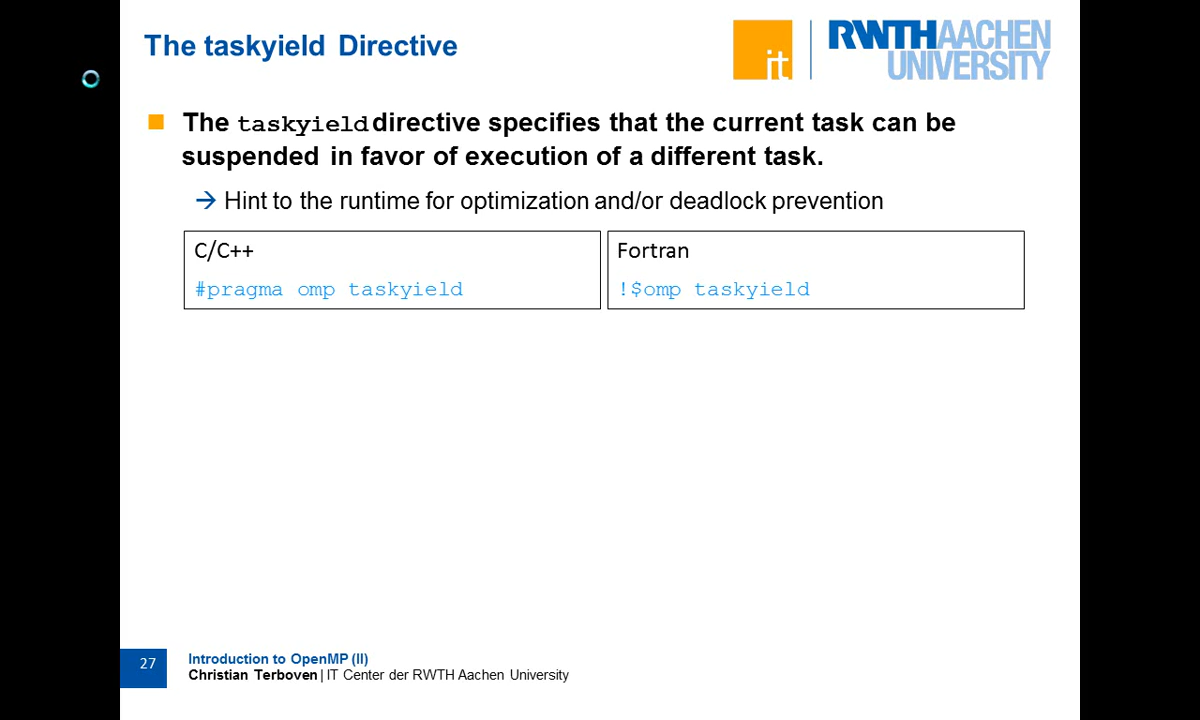 The taskyield Directive
it
RWTHAACHEN
UNIVERSITY
The taskyield directive specifies that the current task can be
suspended in favor of execution of a different task.
→ Hint to the runtime for optimization and/or deadlock prevention
C/C++
#pragma omp taskyield
Fortran
!$omp taskyield
27
Introduction to OpenMP (II)
Christian Terboven | IT Center der RWTH Aachen University